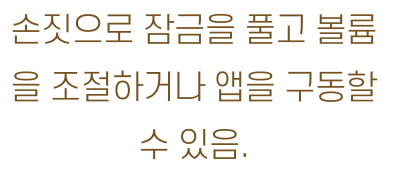 손짓으로 잠금을 풀고 볼륨
을 조절하거나 앱을 구동할
수 있음.